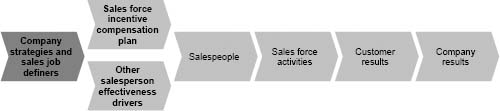 Company
strategies and
sales job
definers
Sales force
incentive
compensation
plan
Other
salesperson
effectiveness
drivers
Salespeople
Sales force
activities
Customer
results
Company
results